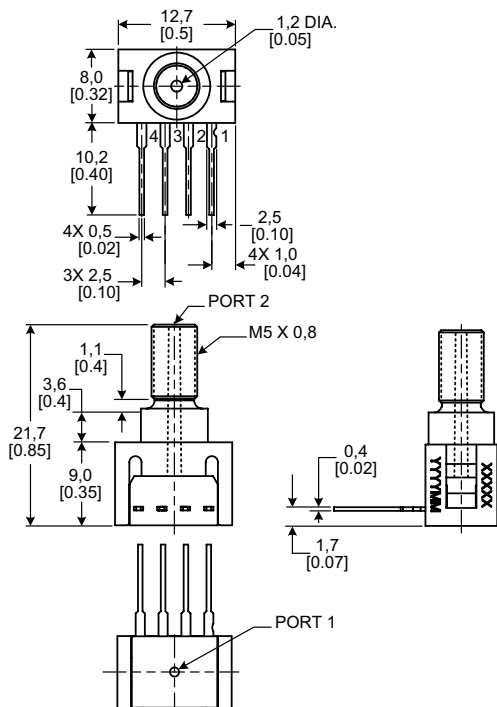 12,7
[0.5]
1,2 DIA.
[0.05]
8,0
[0.32]
4 3 2 1
10,2
[0.40]
4X 0,5
[0.02]
2,5
[0.10]
3X 2,5
[0.10]
4X 1,0
[0.04]
PORT 2
M5 X 0,8
1,1
[0.4]
3,6
[0.4]
21,7
[0.85]
9,0
[0.35]
0,4
[0.02]
YYYMM
XXXXX
1,7
[0.07]
PORT 1